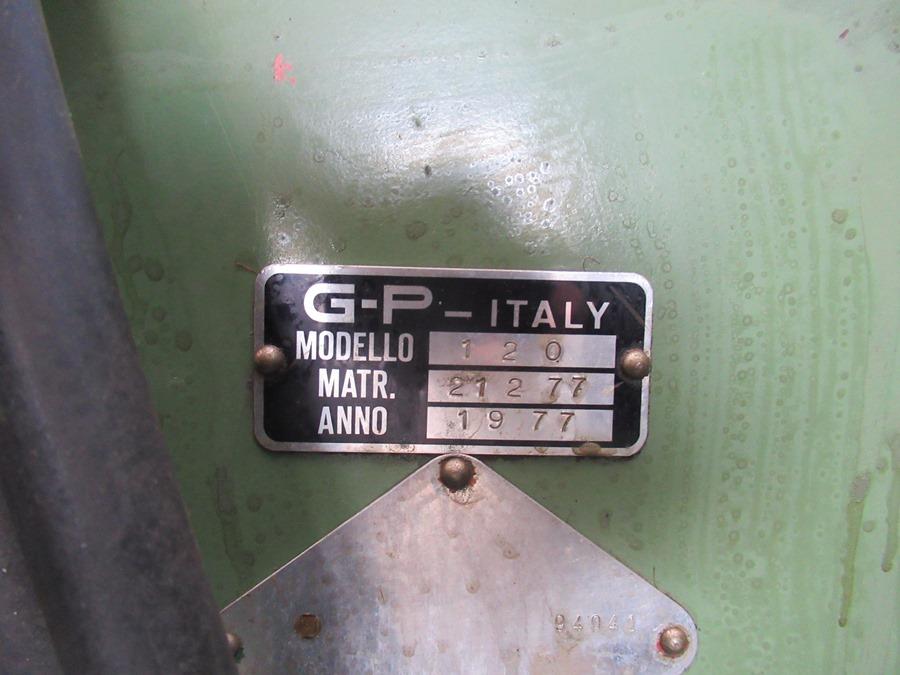 G-P – ITALY
MODELLO 120
MATR. 21277
ANNO 1977
94041